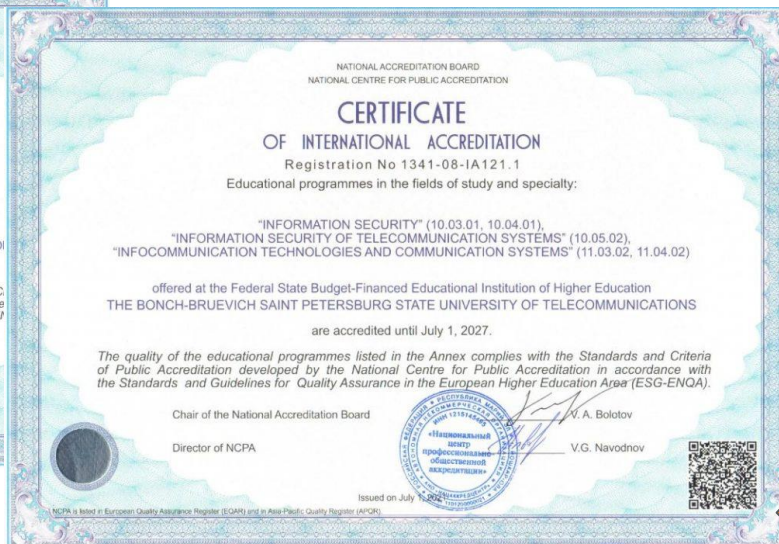 NATIONAL ACCREDITATION BOARD
NATIONAL CENTRE FOR PUBLIC ACCREDITATION
CERTIFICATE
OF INTERNATIONAL ACCREDITATION
Registration No 1341-08-IA121.1
Educational programmes in the fields of study and specialty:
"INFORMATION SECURITY" (10.03.01, 10.04.01),
"INFORMATION SECURITY OF TELECOMMUNICATION SYSTEMS" (10.05.02),
"INFOCOMMUNICATION TECHNOLOGIES AND COMMUNICATION SYSTEMS" (11.03.02, 11.04.02)
offered at the Federal State Budget-Financed Educational Institution of Higher Education
THE BONCH-BRUEVICH SAINT PETERSBURG STATE UNIVERSITY OF TELECOMMUNICATIONS
are accredited until July 1, 2027.
The quality of the educational programmes listed in the Annex complies with the Standards and Criteria
of Public Accreditation developed by the National Centre for Public Accreditation in accordance with
the Standards and Guidelines for Quality Assurance in the European Higher Education Area (ESG-ENQA).
Chair of the National Accreditation Board
V. A. Bolotov
Director of NCPA
V.G. Navodnov
«Национальный
центр
профессионально-
общественной
аккредитации»
Issued on July
NCPA is listed in European Quality Assurance Register (EQAR) and in Asia-Pacific Quality Register (APQR).